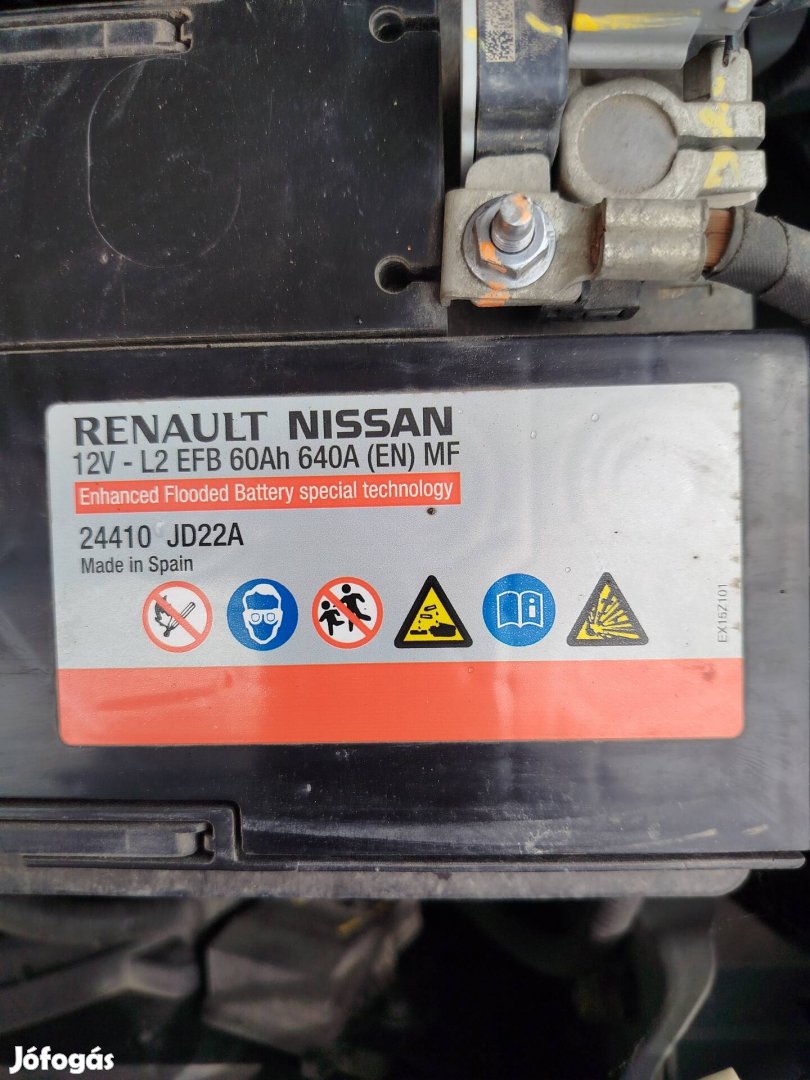 RENAULT NISSAN
12V - L2 EFB 60Ah 640A (EN) MF
Enhanced Flooded Battery special technology
24410 JD22A
Made in Spain
EX15Z101
Jófogás